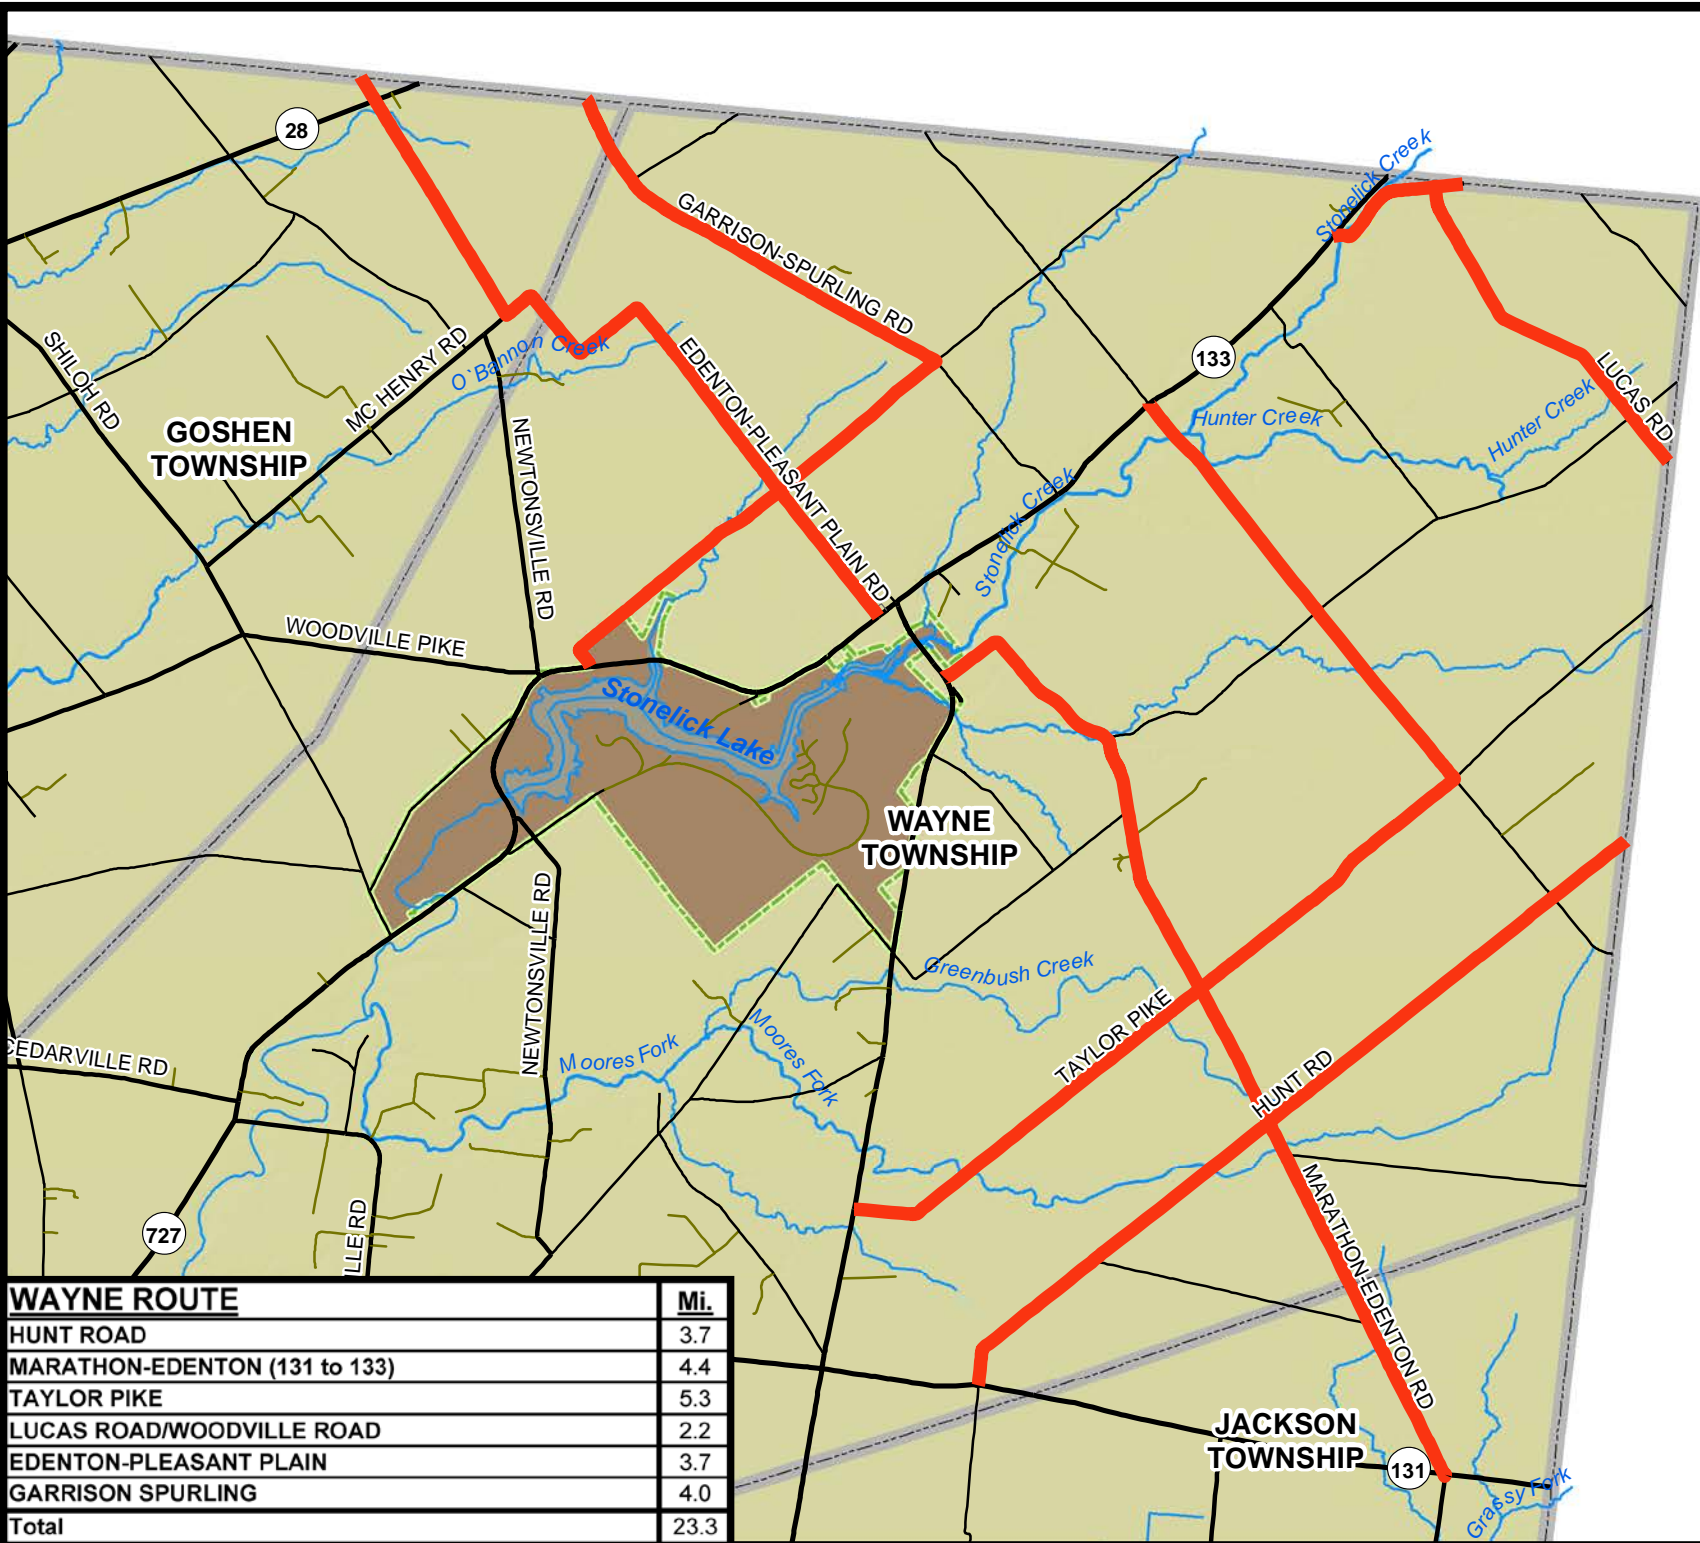 28
Stonelick Creek
GARRISON-SPURLING RD
SHILOH RD
MC HENRY RD
O`Bannon Creek
EDENTON-PLEASANT PLAIN RD.
133
LUCAS RD
Hunter Creek
Hunter Creek
GOSHEN
TOWNSHIP
NEWTONSVILLE RD
Stonelick Creek
WOODVILLE PIKE
Stonelick Lake
WAYNE
TOWNSHIP
NEWTONSVILLE RD
Greenbush Creek
CEDARVILLE RD
Moores Fork
Moores Fork
TAYLOR PIKE
HUNT RD
MARATHON-EDENTON RD
727
LLE RD
JACKSON
TOWNSHIP
131
Grassy Fork
WAYNE ROUTE Mi.
HUNT ROAD 3.7
MARATHON-EDENTON (131 to 133) 4.4
TAYLOR PIKE 5.3
LUCAS ROAD/WOODVILLE ROAD 2.2
EDENTON-PLEASANT PLAIN 3.7
GARRISON SPURLING 4.0
Total 23.3